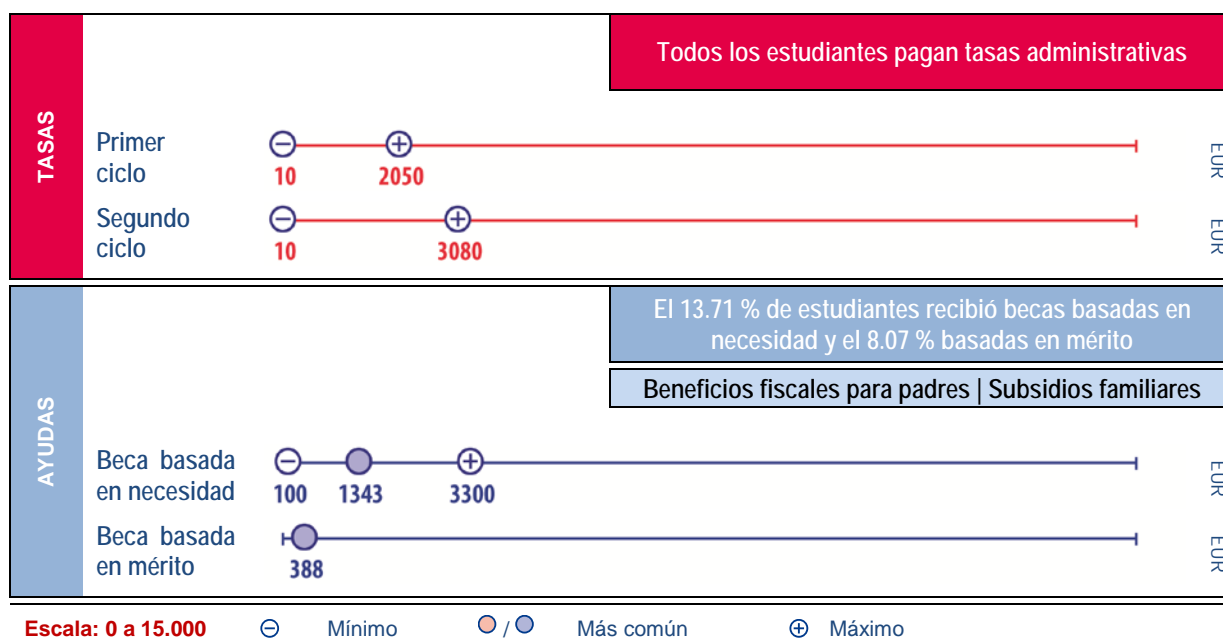 Todos los estudiantes pagan tasas administrativas
TASAS
Primer
ciclo
10 2050
EUR
Segundo
ciclo
10 3080
EUR
El 13.71 % de estudiantes recibió becas basadas en
necesidad y el 8.07 % basadas en mérito
Beneficios fiscales para padres | Subsidios familiares
AYUDAS
Beca basada
en necesidad
100 1343 3300
EUR
Beca basada
en mérito
388
EUR
Escala: 0 a 15.000 Mínimo / Más común Máximo